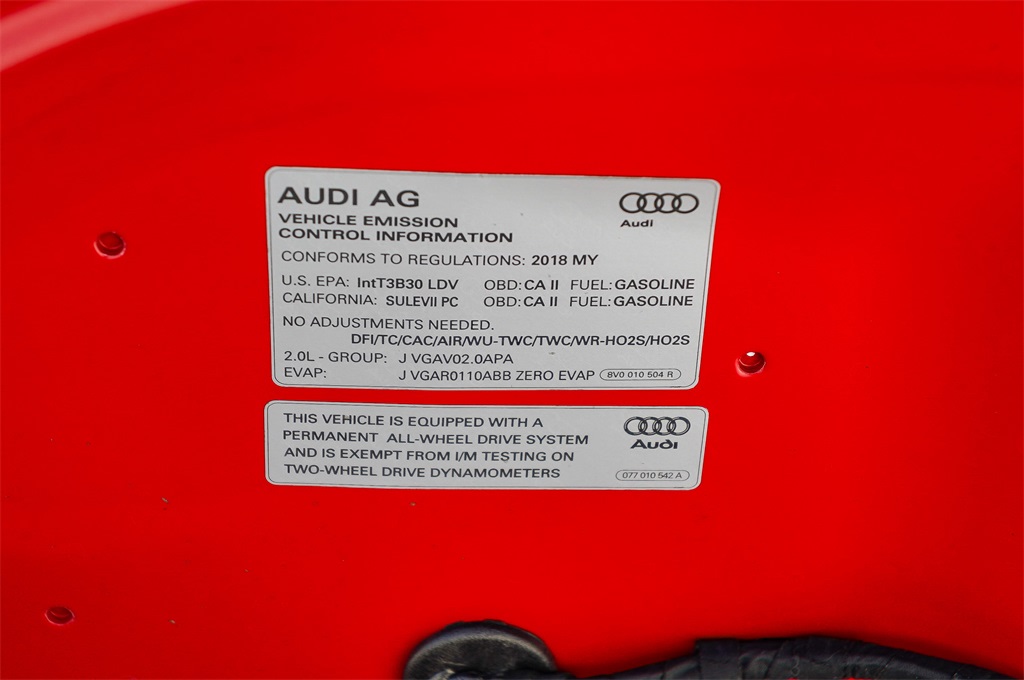 AUDI AG
Audi
VEHICLE EMISSION
CONTROL INFORMATION
CONFORMS TO REGULATIONS: 2018 MY
U.S. EPA: IntT3B30 LDV OBD: CA II FUEL: GASOLINE
CALIFORNIA: SULEVII PC OBD: CA II FUEL: GASOLINE
NO ADJUSTMENTS NEEDED.
DFI/TC/CAC/AIR/WU-TWC/TWC/WR-HO2S/HO2S
2.0L - GROUP: J VGAV02.0APA
EVAP: J VGAR0110ABB ZERO EVAP 8V0 010 504 R
THIS VEHICLE IS EQUIPPED WITH A
PERMANENT ALL-WHEEL DRIVE SYSTEM
AND IS EXEMPT FROM I/M TESTING ON
TWO-WHEEL DRIVE DYNAMOMETERS
Audi
077 010 542 A